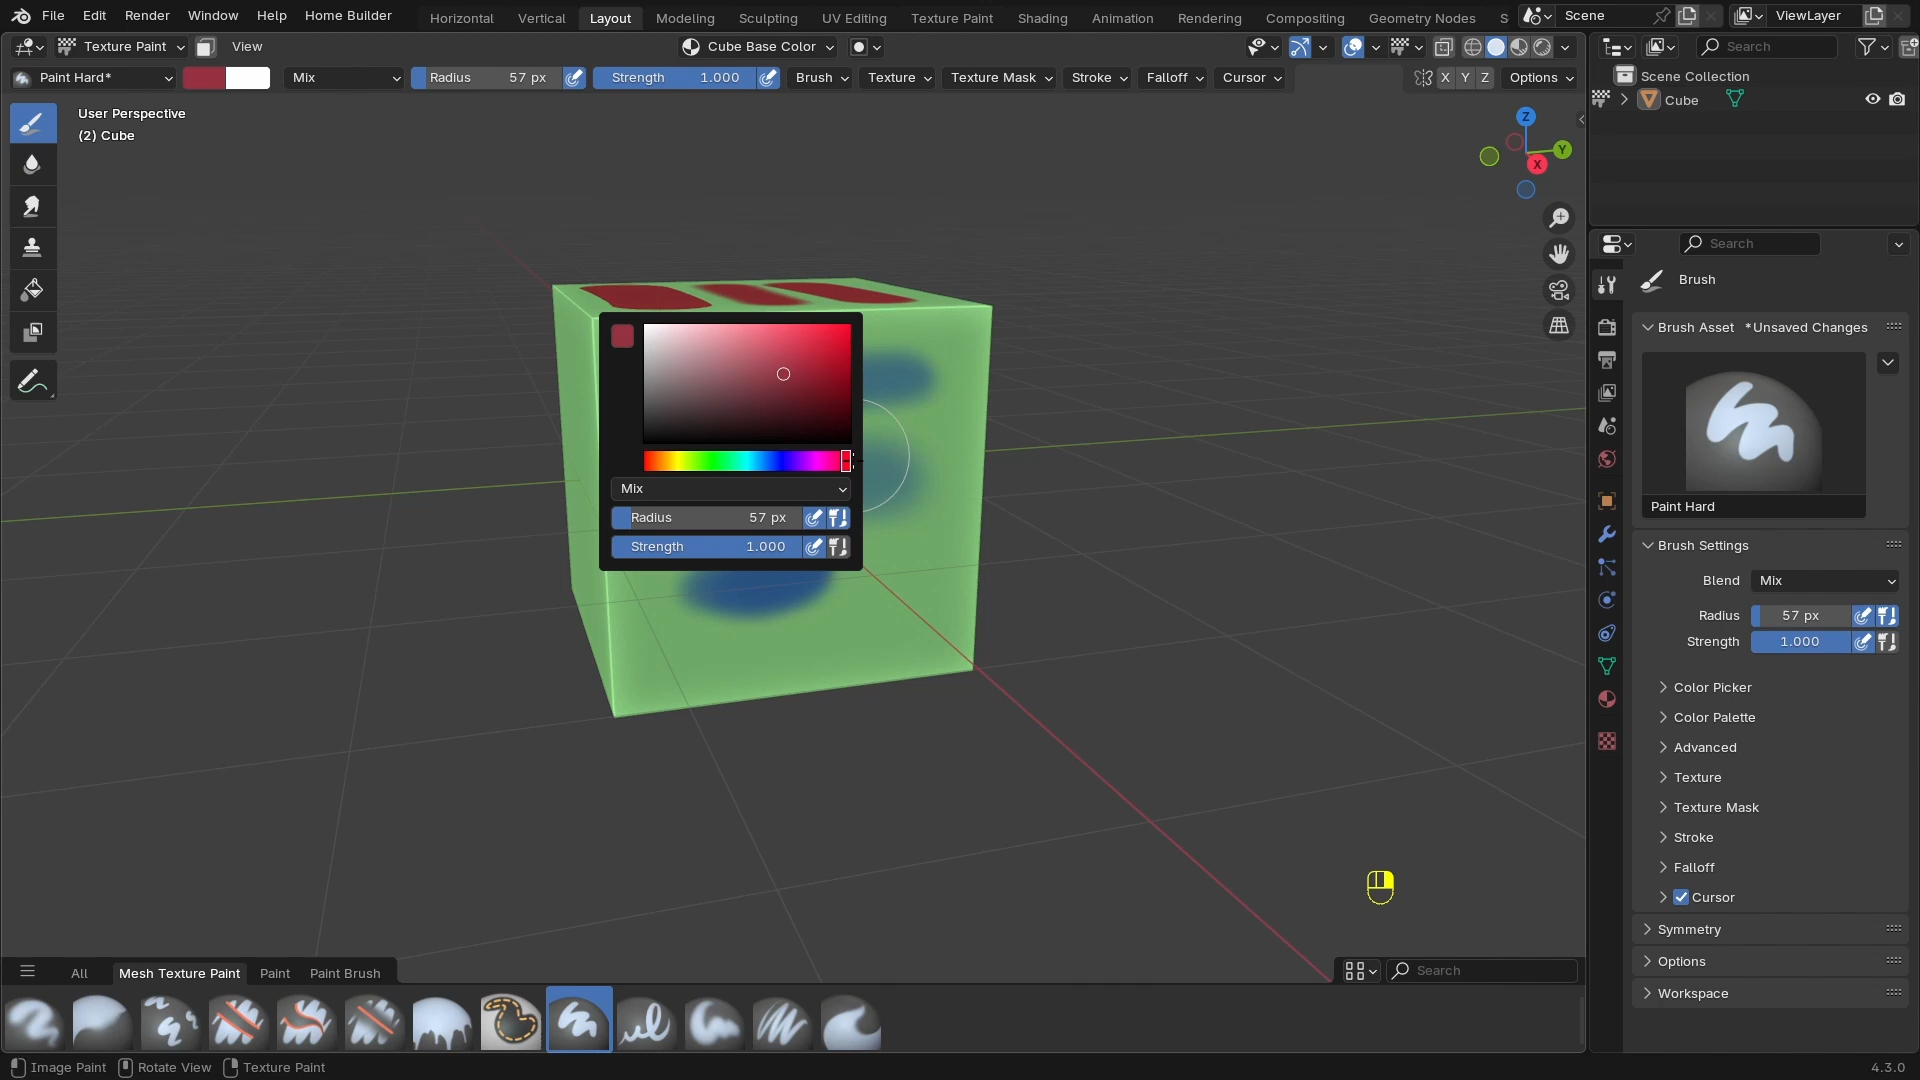 File Edit Render Window Help Home Builder Horizontal Vertical Layout Modeling Sculpting UV Editing Texture Paint Shading Animation Rendering Compositing Geometry Nodes S Scene ViewLayer
Texture Paint View Cube Base Color Search
Paint Hard* Mix Radius 57 px Strength 1.000 Brush Texture Texture Mask Stroke Falloff Cursor X Y Z Options
Scene Collection
Cube
User Perspective
(2) Cube
Z
Y
X
Mix
Radius 57 px
Strength 1.000
Search
Brush
Brush Asset *Unsaved Changes
Paint Hard
Brush Settings
Blend Mix
Radius 57 px
Strength 1.000
Color Picker
Color Palette
Advanced
Texture
Texture Mask
Stroke
Falloff
Cursor
Symmetry
Options
Workspace
All Mesh Texture Paint Paint Paint Brush Search
Image Paint Rotate View Texture Paint 4.3.0